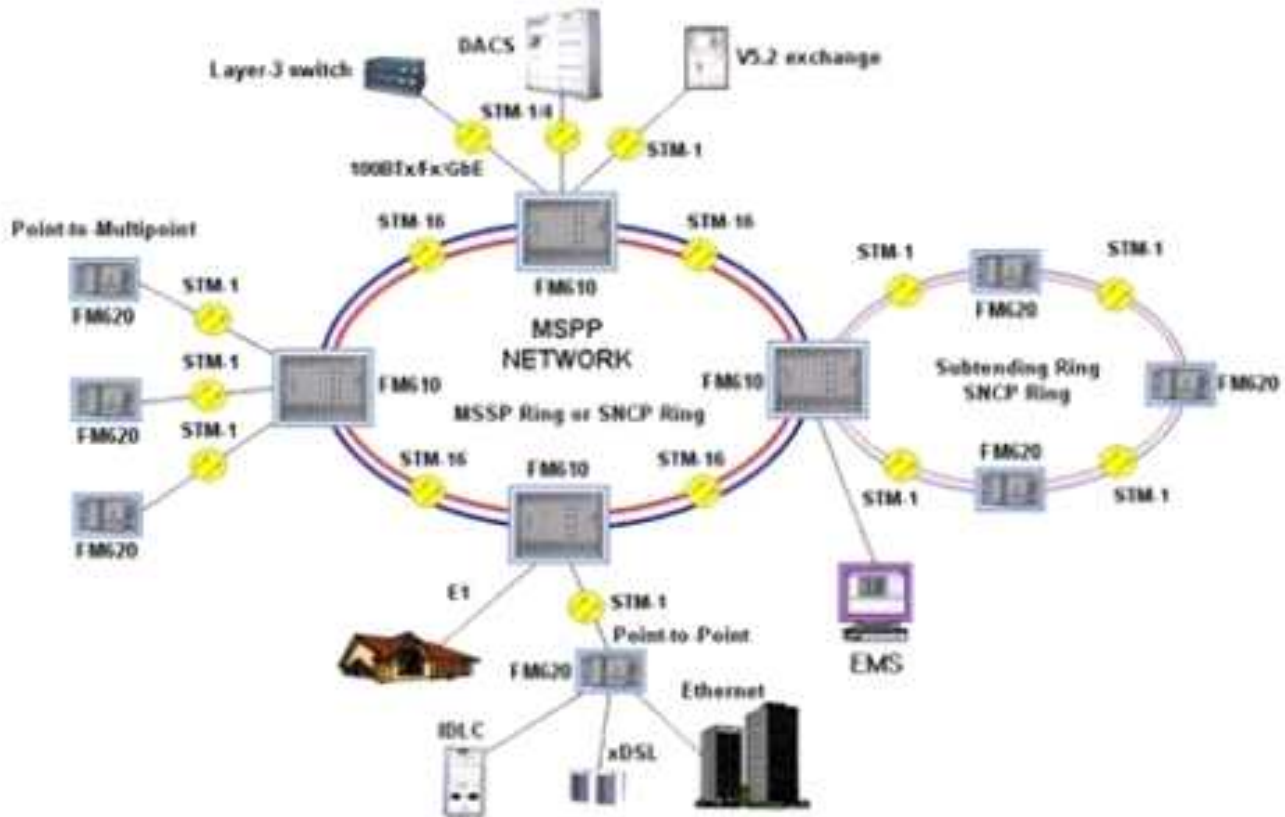 DACS
Layer-3 switch
V5.2 exchange
STM-1/4
STM-1
100BTx/Fx/GbE
STM-16
STM-16
Point-to-Multipoint
FM610
STM-1
FM620
STM-1
STM-1
FM620
MSPP
NETWORK
STM-1
FM620
FM610
FM610
Subtending Ring
SNCP Ring
FM620
MSSP Ring or SNCP Ring
STM-1
FM620
STM-16
FM610
STM-16
FM620
STM-1
STM-1
FM620
E1
STM-1
Point-to-Point
FM620
EMS
Ethernet
IDLC
xDSL